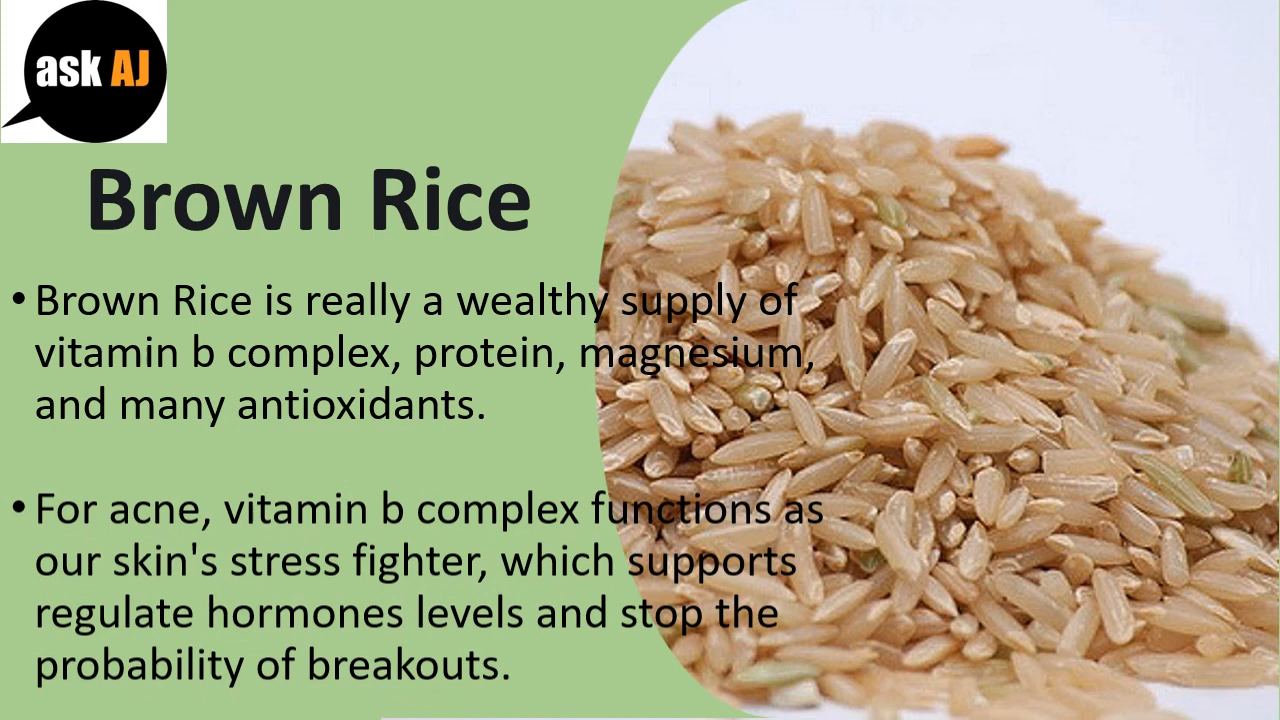 ask AJ
Brown Rice
• Brown Rice is really a wealthy supply of
vitamin b complex, protein, magnesium,
and many antioxidants.
• For acne, vitamin b complex functions as
our skin's stress fighter, which supports
regulate hormones levels and stop the
probability of breakouts.